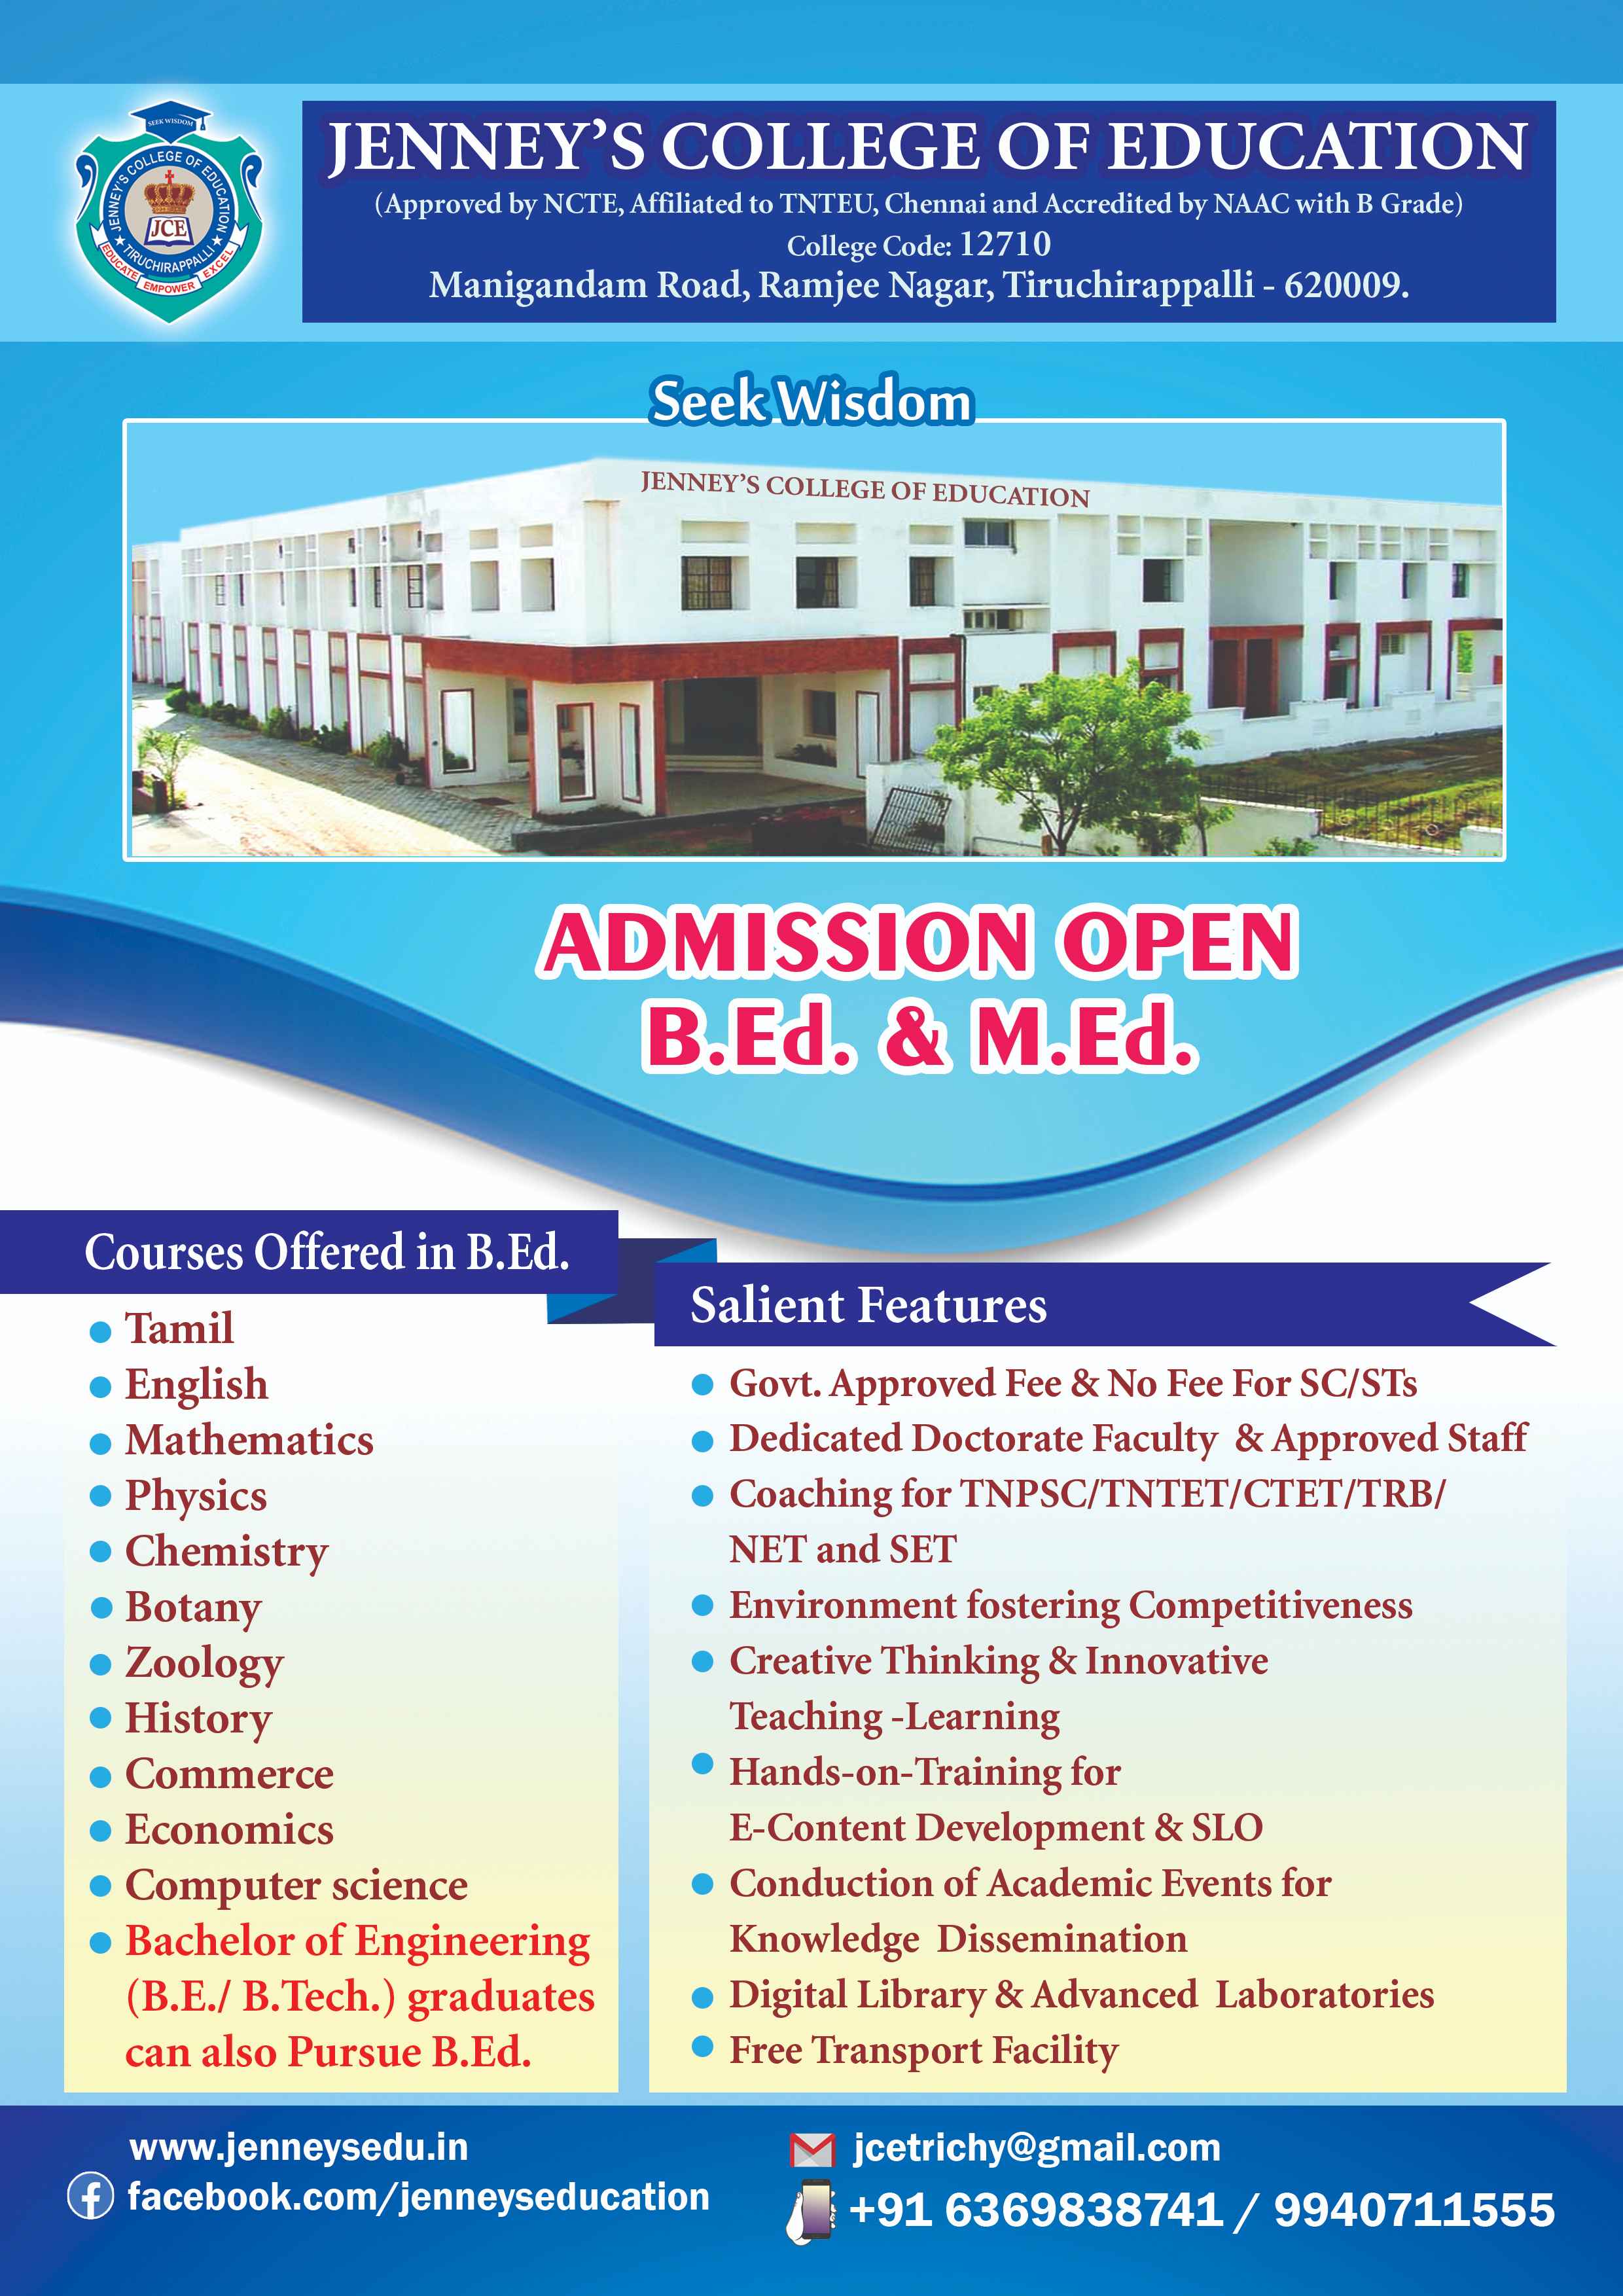 SEEK WISDOM
JENNEY'S COLLEGE OF EDUCATION
★ TIRUCHIRAPPALLI ★
JCE
EDUCATE
EMPOWER
EXCEL
JENNEY'S COLLEGE OF EDUCATION
(Approved by NCTE, Affiliated to TNTEU, Chennai and Accredited by NAAC with B Grade)
College Code: 12710
Manigandam Road, Ramjee Nagar, Tiruchirappalli - 620009.
Seek Wisdom
JENNEY'S COLLEGE OF EDUCATION
ADMISSION OPEN
B.Ed. & M.Ed.
Courses Offered in B.Ed.
• Tamil
• English
• Mathematics
• Physics
• Chemistry
• Botany
• Zoology
• History
• Commerce
• Economics
• Computer science
• Bachelor of Engineering
(B.E./ B.Tech.) graduates
can also Pursue B.Ed.
Salient Features
• Govt. Approved Fee & No Fee For SC/STs
• Dedicated Doctorate Faculty & Approved Staff
• Coaching for TNPSC/TNTET/CTET/TRB/
NET and SET
• Environment fostering Competitiveness
• Creative Thinking & Innovative
Teaching -Learning
• Hands-on-Training for
E-Content Development & SLO
• Conduction of Academic Events for
Knowledge Dissemination
• Digital Library & Advanced Laboratories
• Free Transport Facility
www.jenneysedu.in
facebook.com/jenneyseducation
jcetrichy@gmail.com
+91 6369838741 / 9940711555